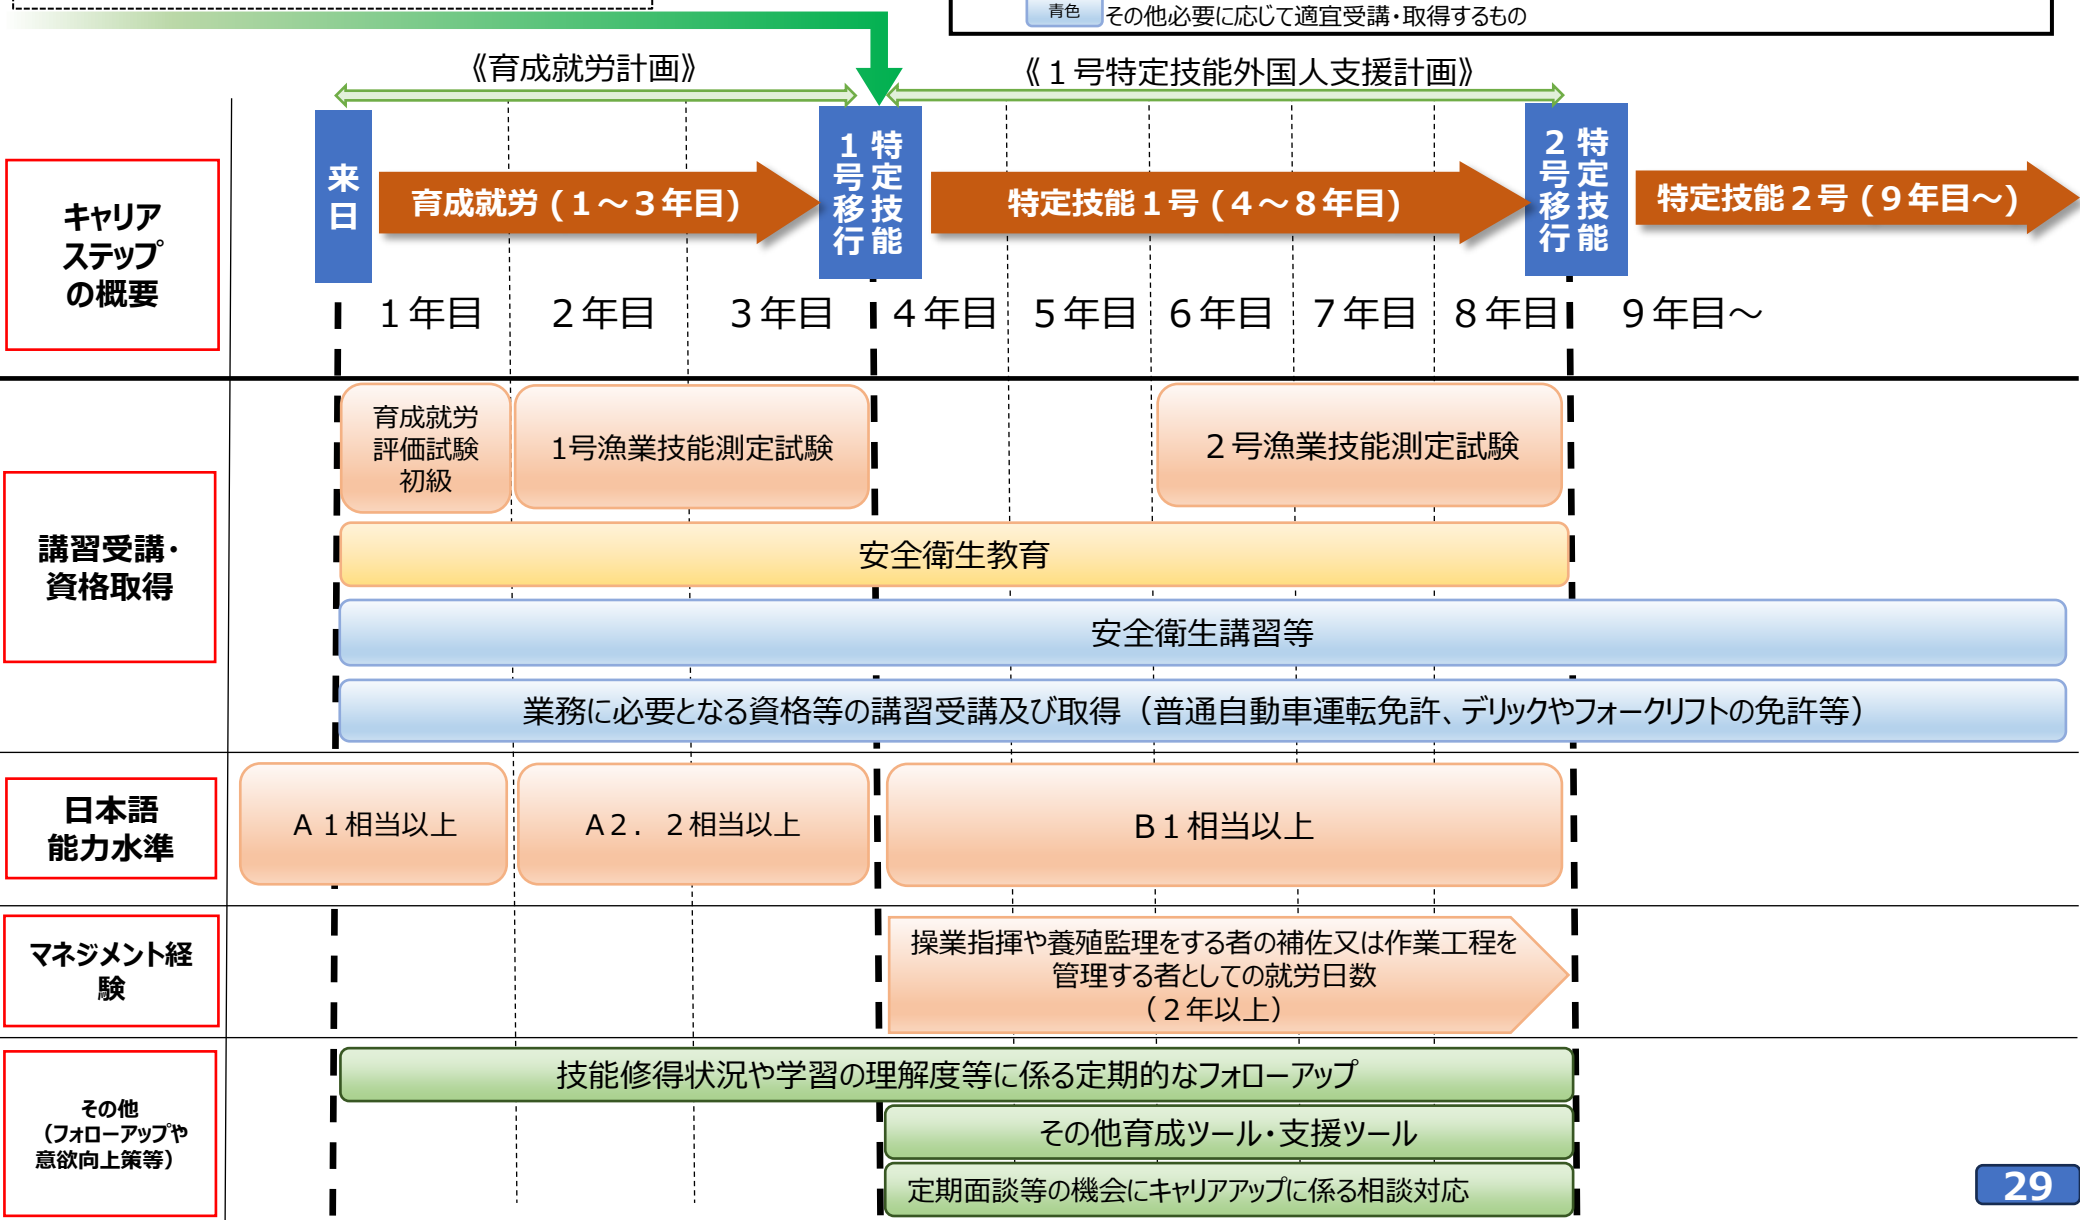 青色
その他必要に応じて適宜受講・取得するもの
《育成就労計画》
《１号特定技能外国人支援計画》
キャリア
ステップ
の概要
来日
育成就労 (１～３年目)
特定技能
１号移行
特定技能１号 (４～８年目)
特定技能
２号移行
特定技能２号 (９年目～)
１年目
２年目
３年目
４年目
５年目
６年目
７年目
８年目
９年目～
講習受講・
資格取得
育成就労
評価試験
初級
1号漁業技能測定試験
２号漁業技能測定試験
安全衛生教育
安全衛生講習等
業務に必要となる資格等の講習受講及び取得（普通自動車運転免許、デリックやフォークリフトの免許等）
日本語
能力水準
Ａ１相当以上
Ａ２．２相当以上
Ｂ１相当以上
マネジメント経
験
操業指揮や養殖監理をする者の補佐又は作業工程を
管理する者としての就労日数
（２年以上）
その他
（フォローアップや
意欲向上策等）
技能修得状況や学習の理解度等に係る定期的なフォローアップ
その他育成ツール・支援ツール
定期面談等の機会にキャリアアップに係る相談対応
29